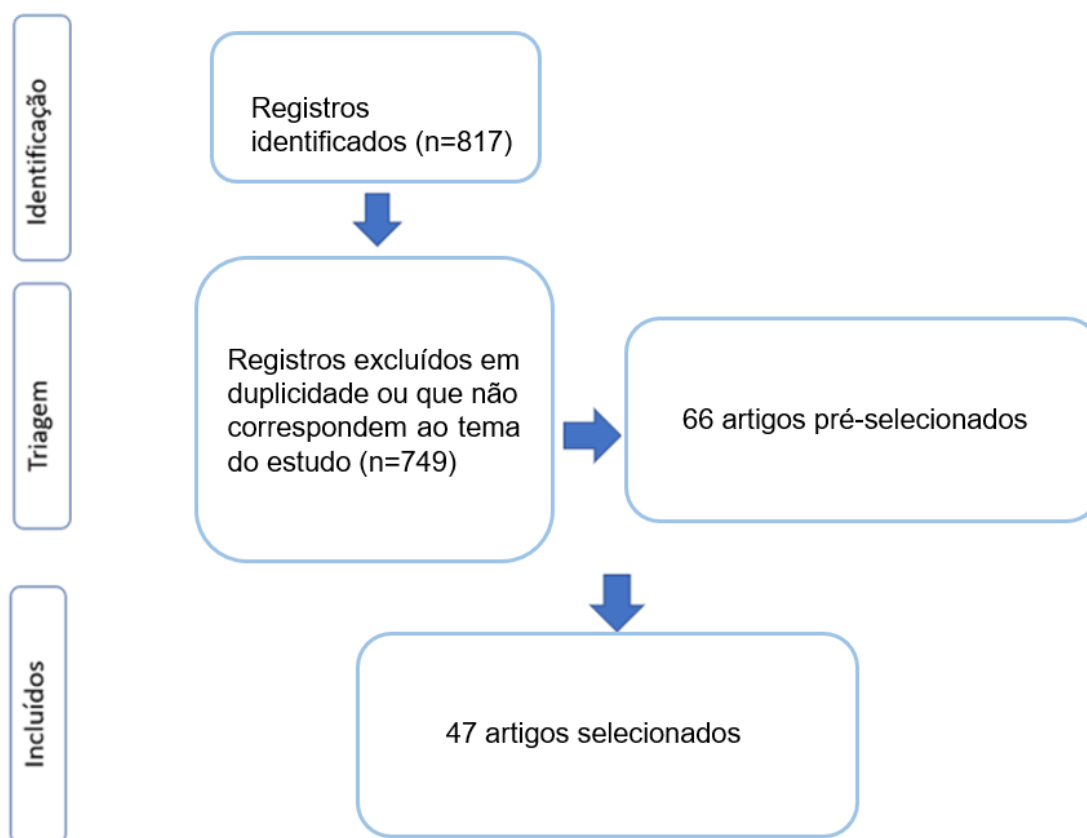 Identificação
Registros
identificados (n=817)
Triagem
Registros excluídos em
duplicidade ou que não
correspondem ao tema
do estudo (n=749)
66 artigos pré-selecionados
Incluídos
47 artigos selecionados